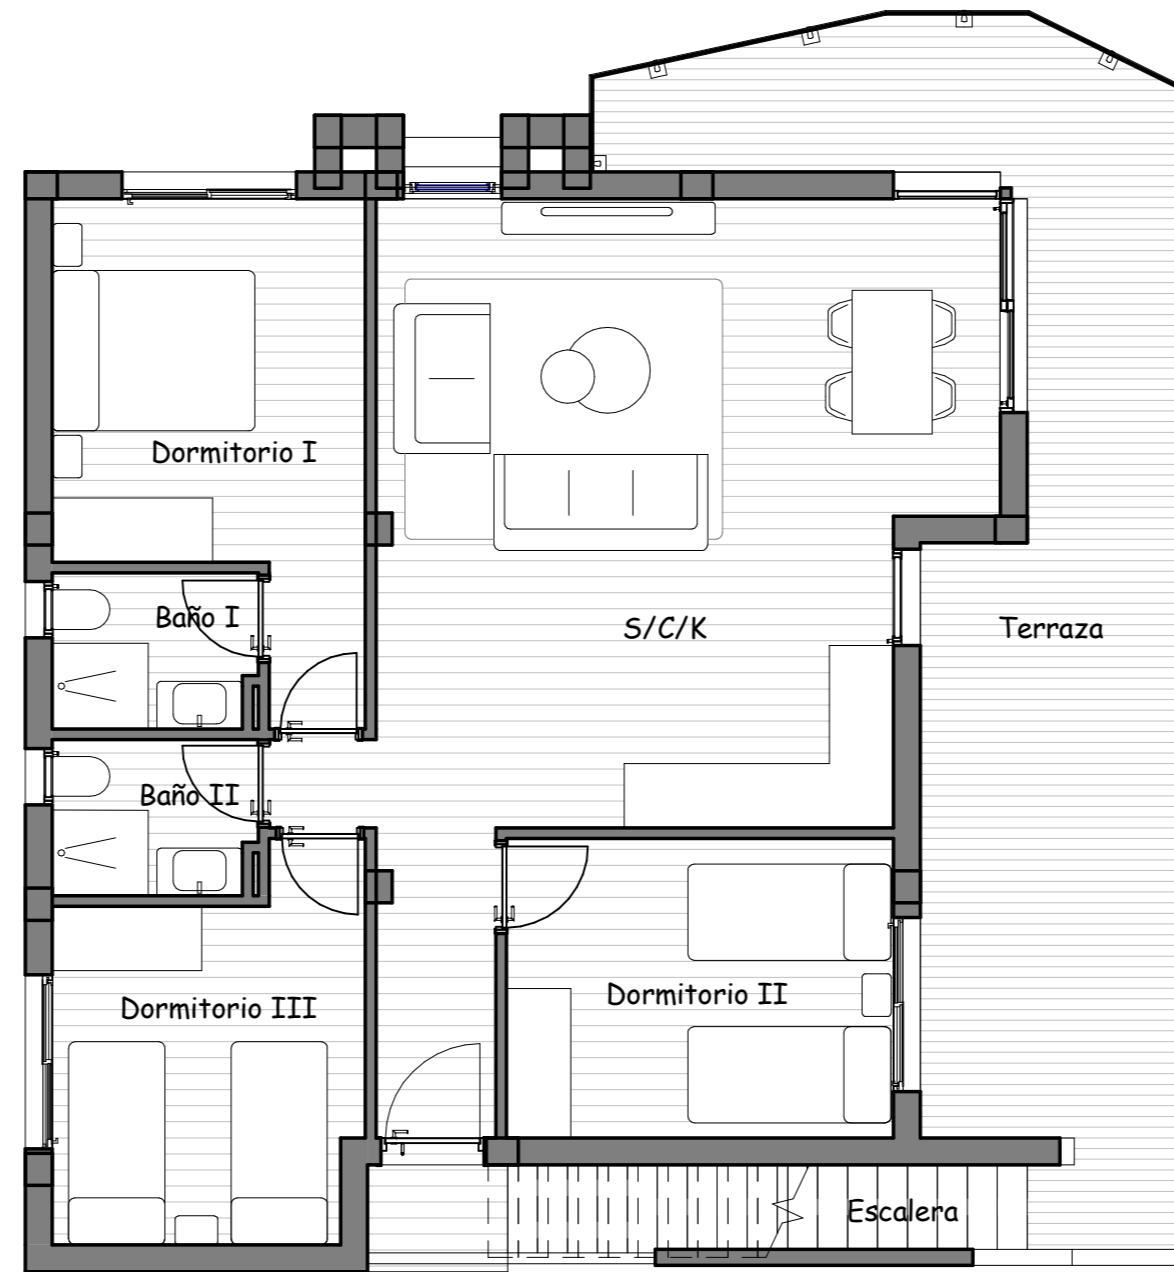 Dormitorio I
Baño I
S/C/K
Terraza
Baño II
Dormitorio II
Dormitorio III
Escalera